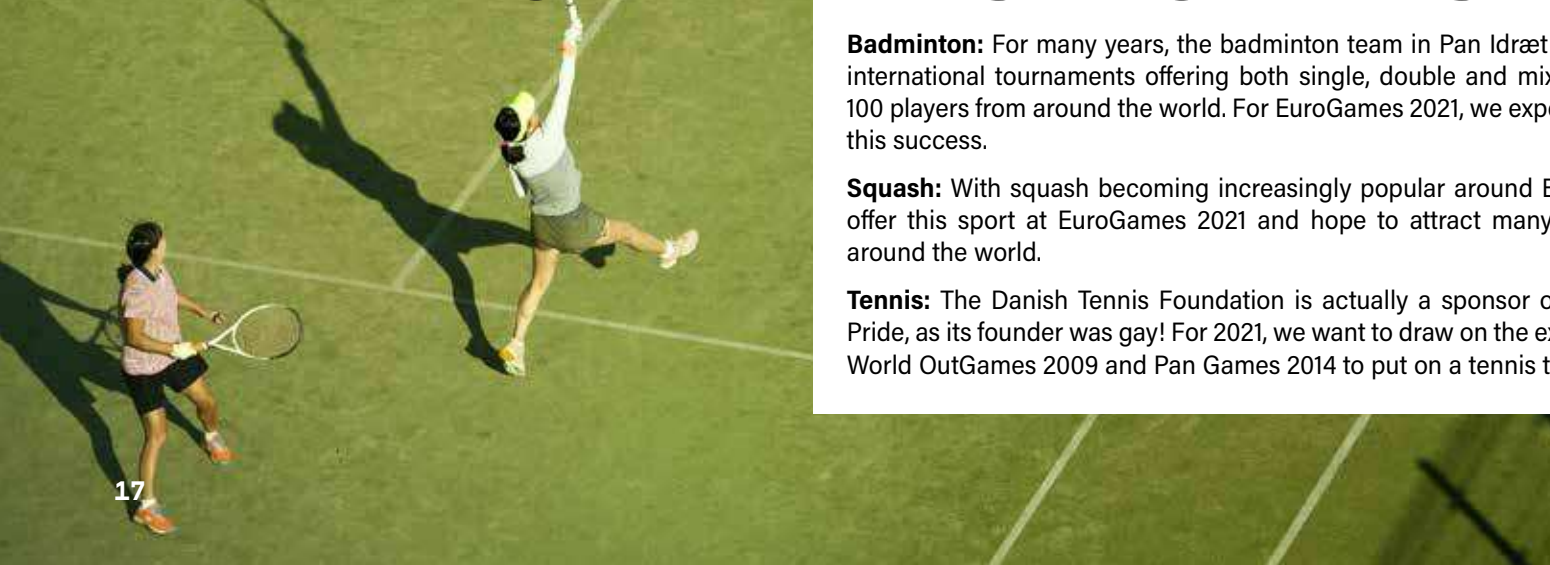 Badminton: For many years, the badminton team in Pan Idræt
international tournaments offering both single, double and
100 players from around the world. For EuroGames 2021, we
this success.
Squash: With squash becoming increasingly popular around
offer this sport at EuroGames 2021 and hope to attract many
around the world.
Tennis: The Danish Tennis Foundation is actually a sponsor
Pride, as its founder was gay! For 2021, we want to draw on the
World OutGames 2009 and Pan Games 2014 to put on a tennis
17